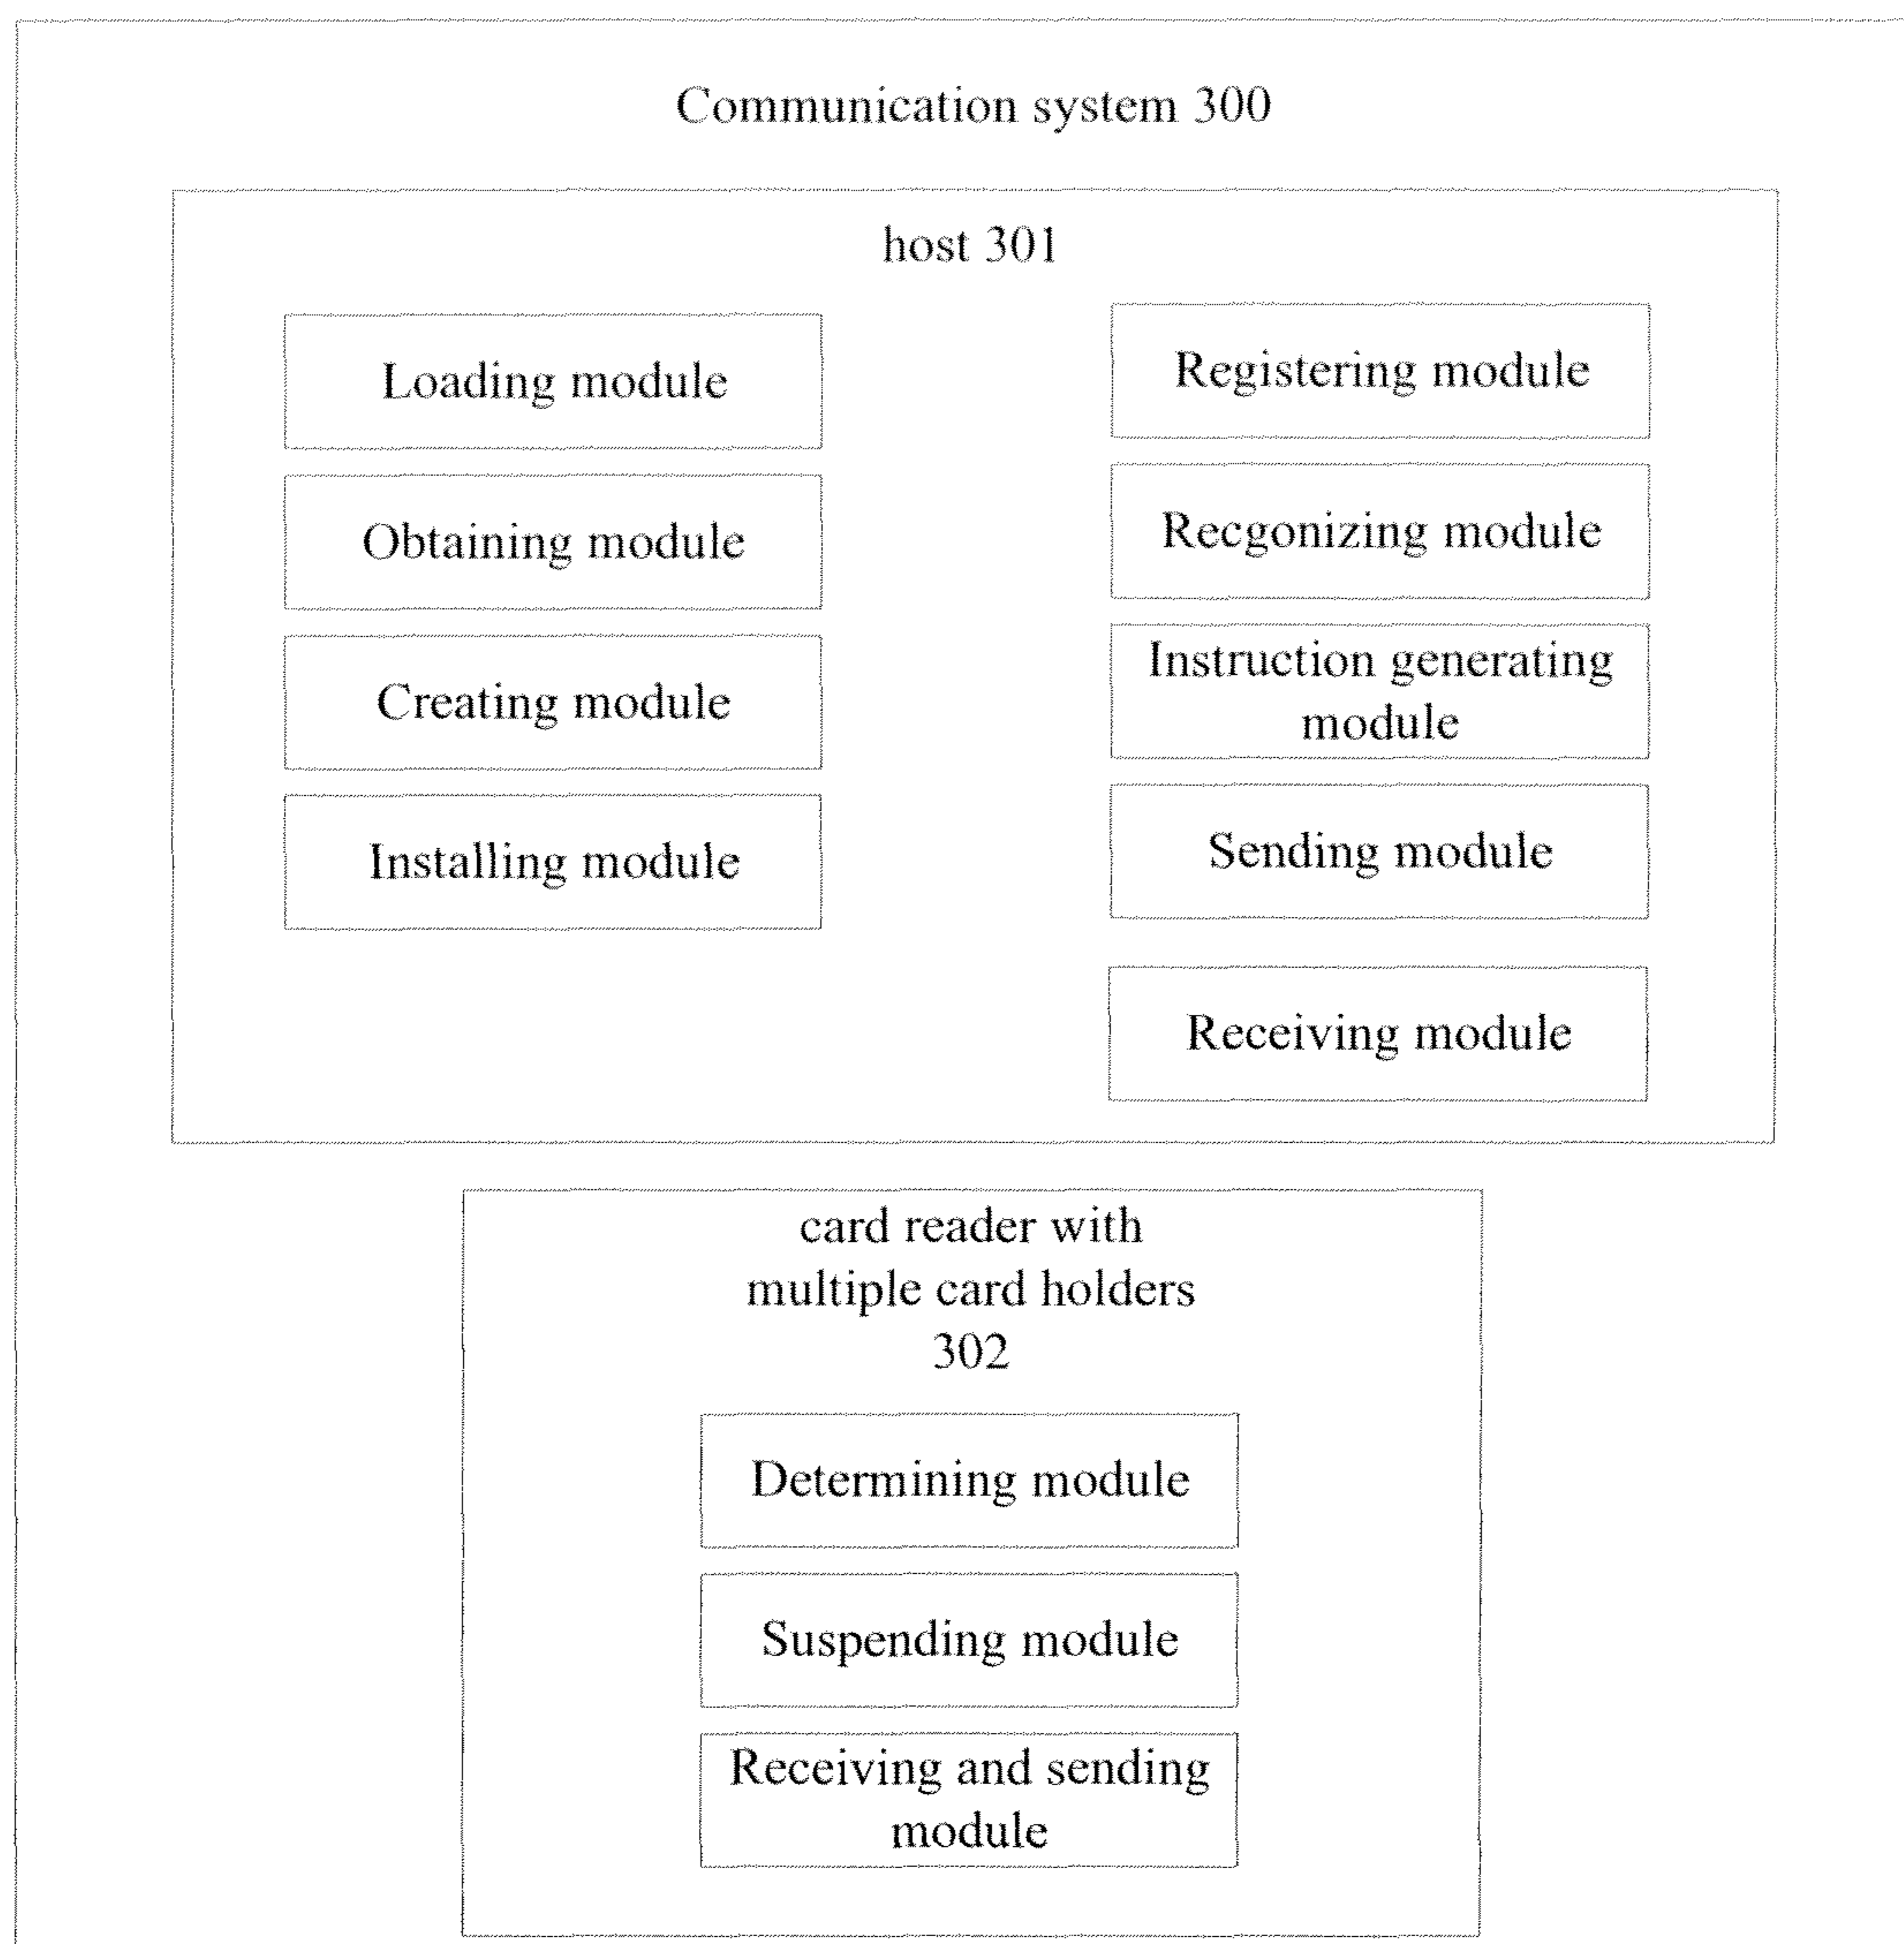 Communication system 300
host 301
Loading module
Obtaining module
Creating module
Installing module
Registering module
Recgonizing module
Instruction generating
module
Sending module
Receiving module
card reader with
multiple card holders
302
Determining module
Suspending module
Receiving and sending
module